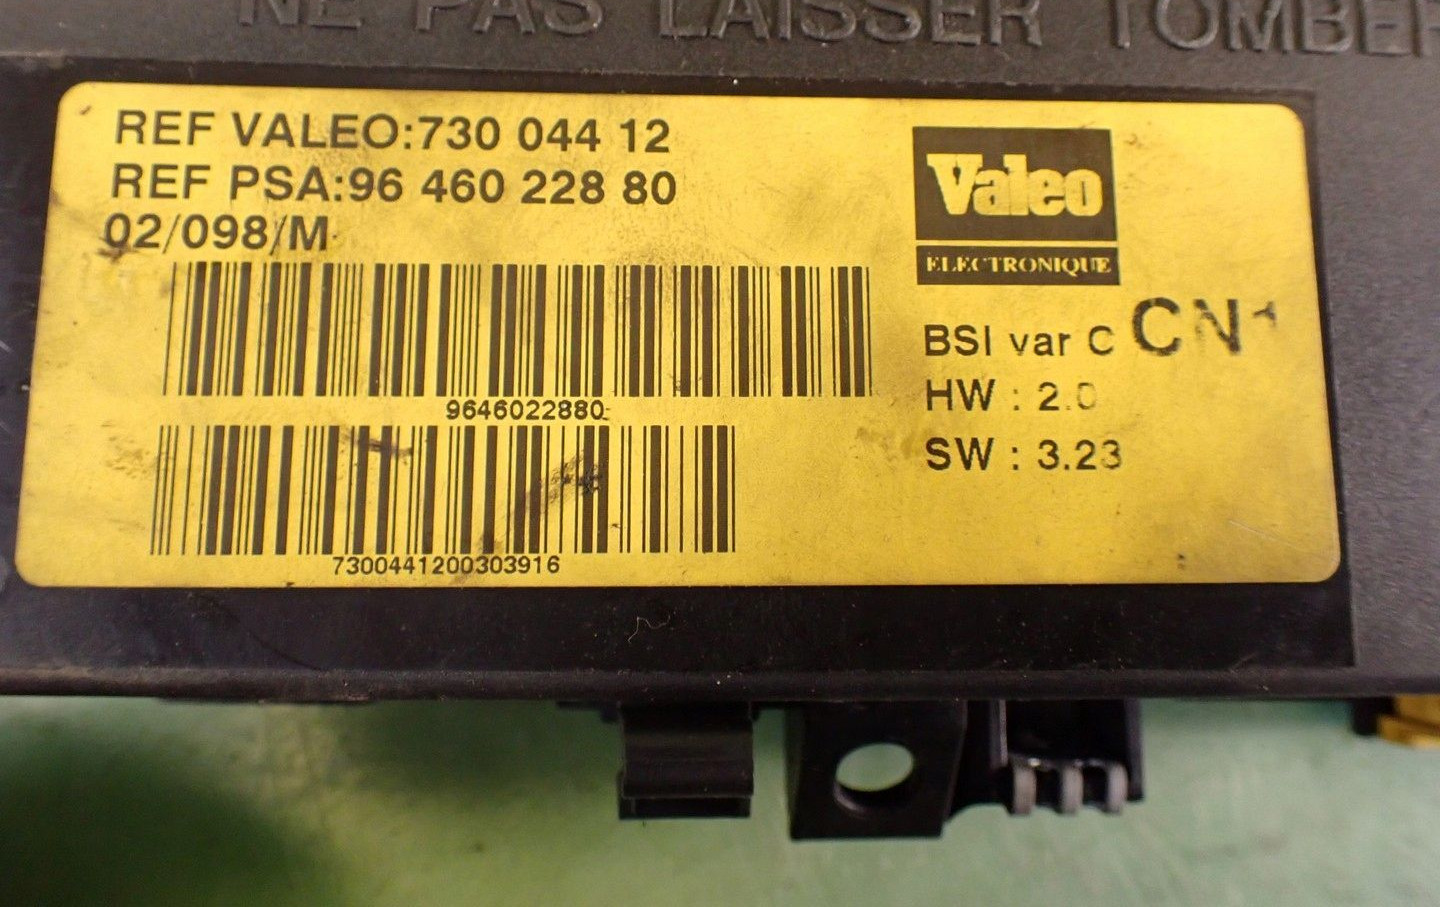 NE PAS LAISSER TOMBER
REF VALEO:730 044 12
REF PSA:96 460 228 80
02/098/M
9646022880
7300441200303916
Valeo
ELECTRONIQUE
BSI var C CN1
HW : 2.0
SW : 3.23